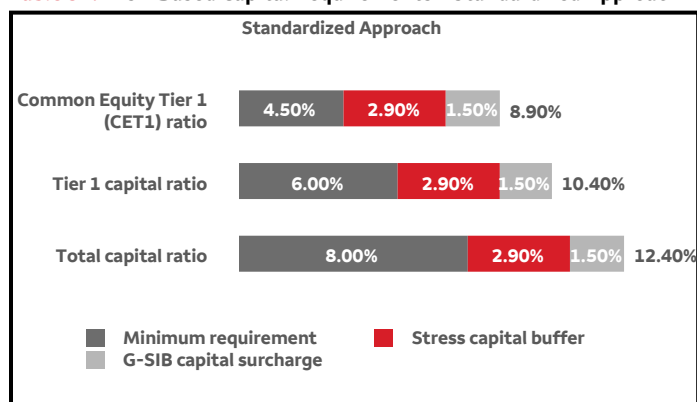 Standardized Approach
Common Equity Tier 1
(CET1) ratio
4.50% 2.90% 1.50% 8.90%
Tier 1 capital ratio
6.00% 2.90% 1.50% 10.40%
Total capital ratio
8.00% 2.90% 1.50% 12.40%
Minimum requirement
Stress capital buffer
G-SIB capital surcharge